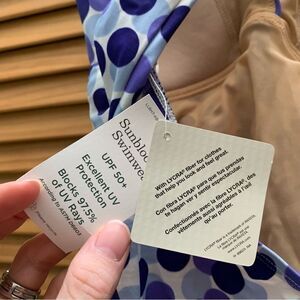 Sunbloc
Swimwe
UPF 50+
Excellent UV
Protection
Blocks 97.5%
of UV Rays
With LYCRA® fiber for clothes
that help you look and feel great.
Con fibra LYCRA® para que tus prendas
te hagan ver y sentir espectacular.
Confectionnés avec la fibre LYCRA®, des
vêtements aussi agréables à l'œil
qu'au porter.